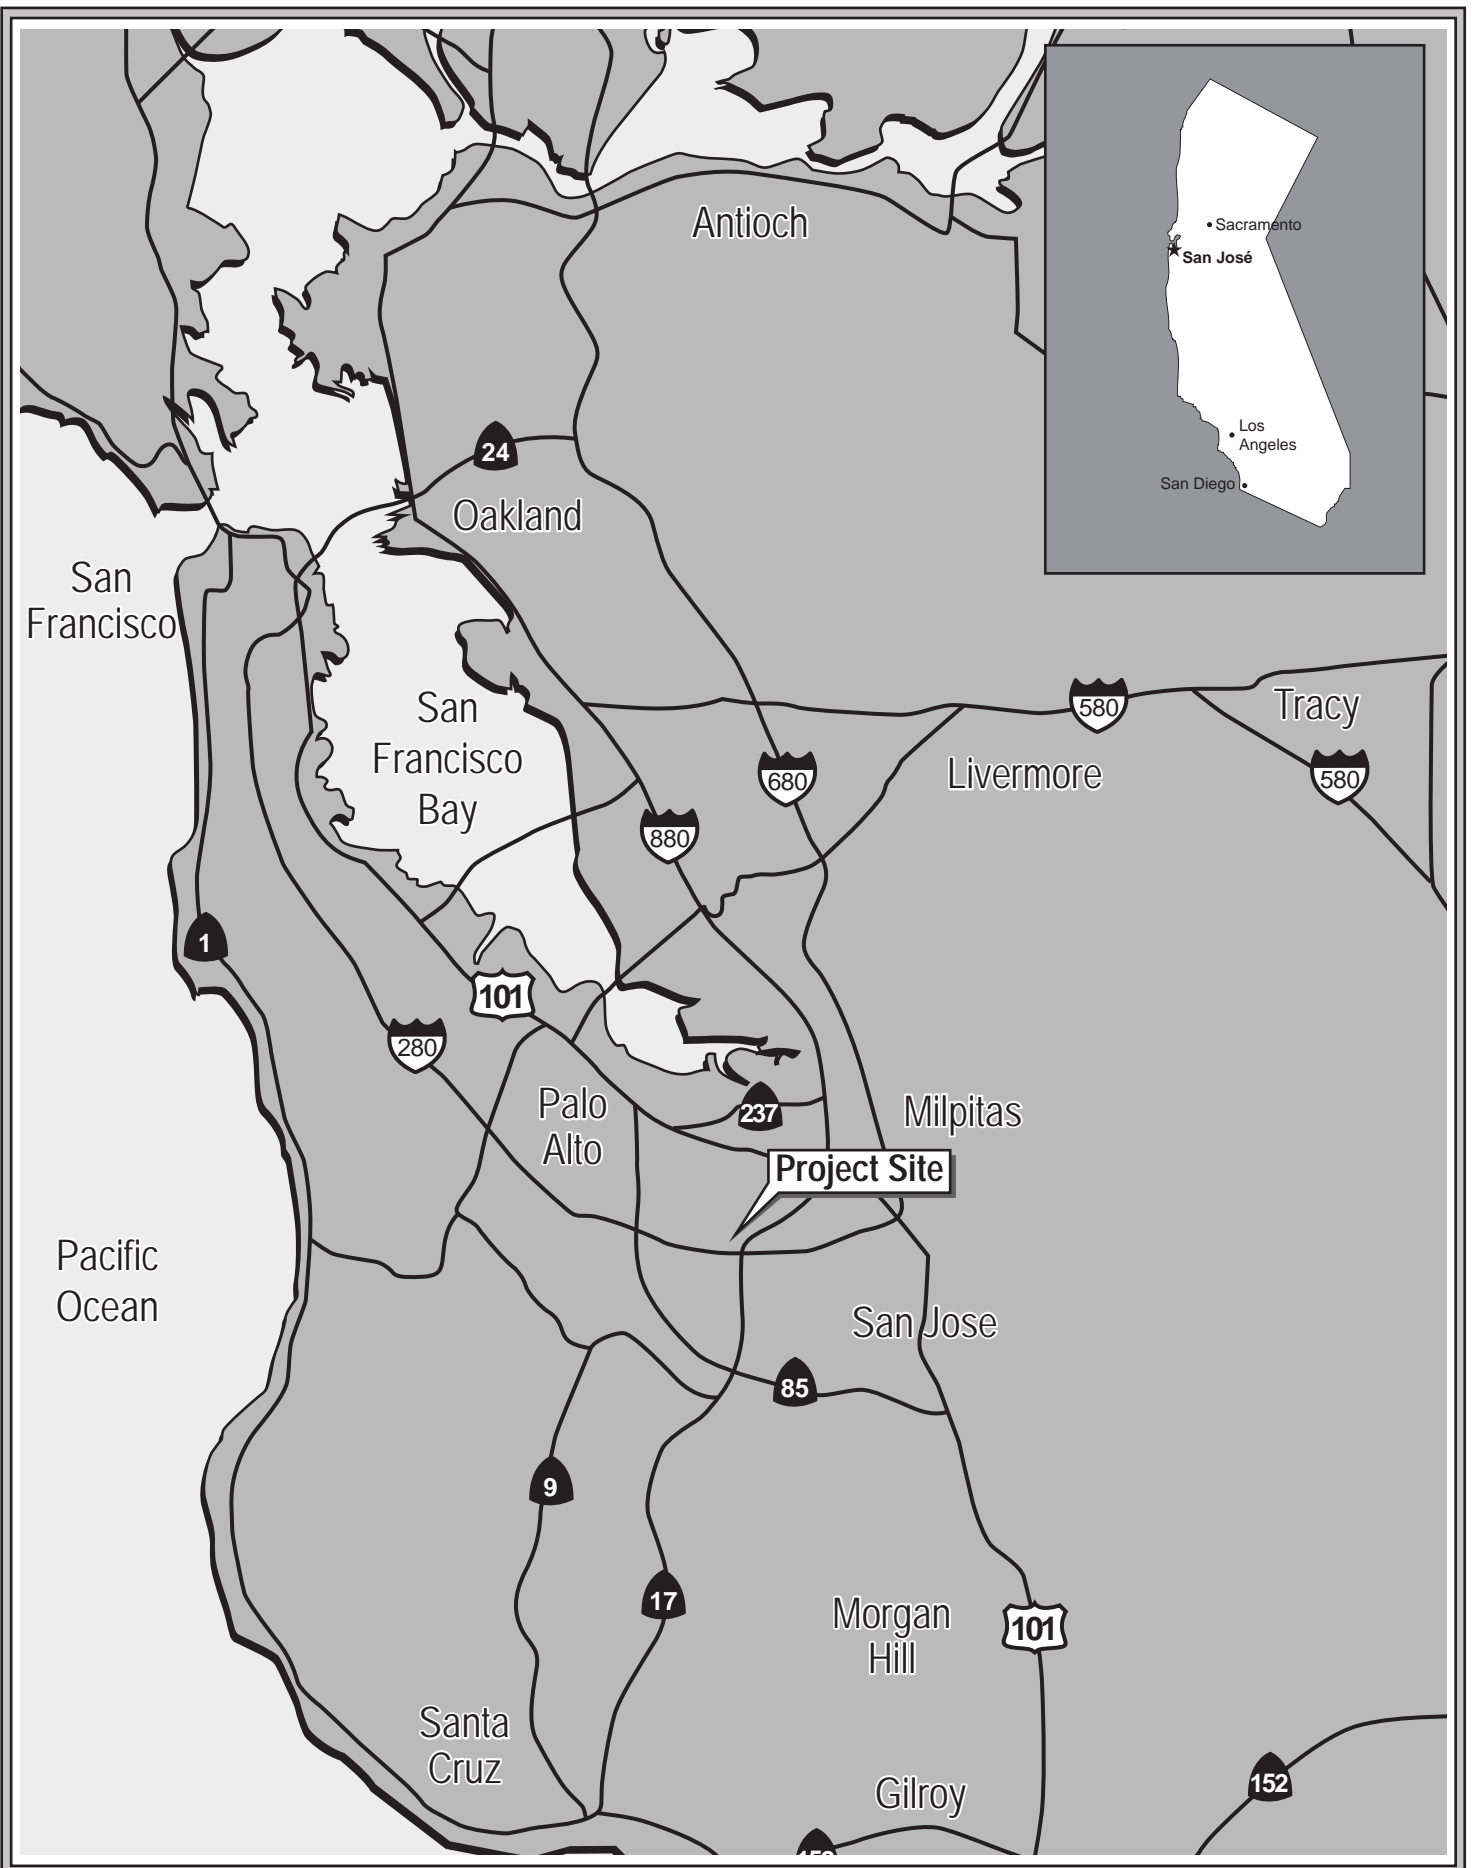 Antioch
Sacramento
San José
Los
Angeles
San Diego
24
Oakland
San
Francisco
San
Francisco
Bay
580
Tracy
680
Livermore
580
880
1
101
280
Palo
Alto
237
Milpitas
Project Site
Pacific
Ocean
San Jose
85
9
17
Morgan
Hill
101
Santa
Cruz
Gilroy
152